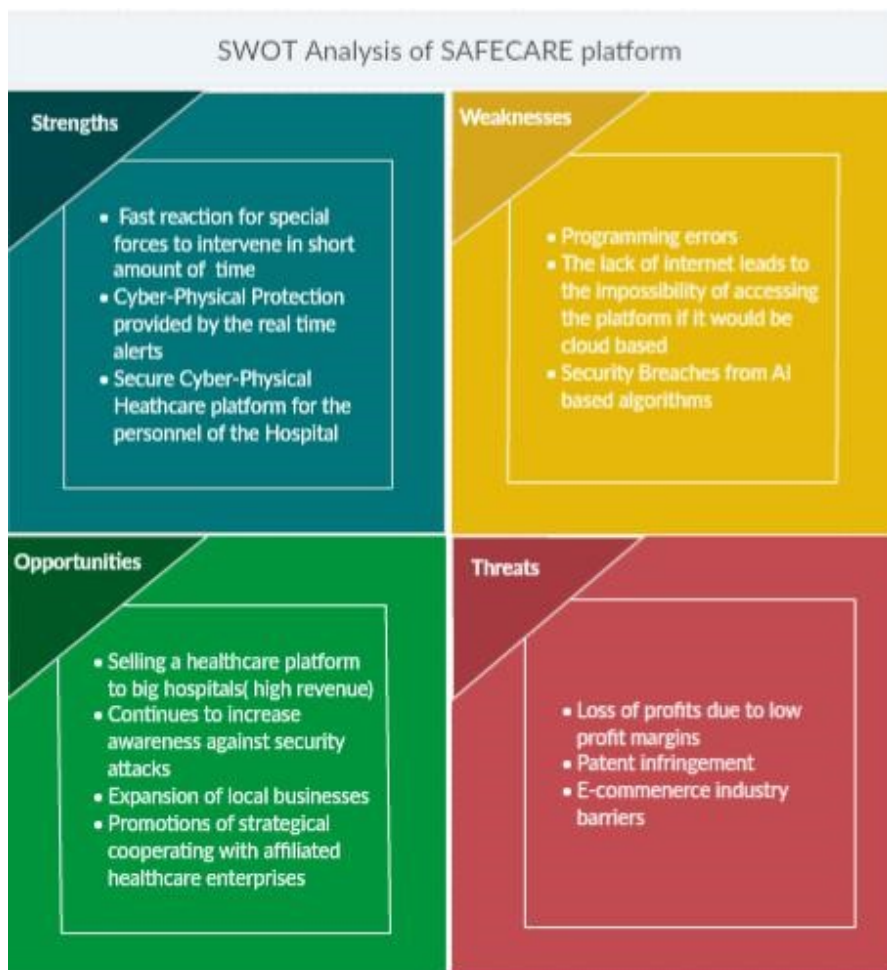 SWOT Analysis of SAFECARE platform
Strengths
• Fast reaction for special
forces to intervene in short
amount of time
• Cyber-Physical Protection
provided by the real time
alerts
• Secure Cyber-Physical
Heathcare platform for the
personnel of the Hospital
Weaknesses
• Programming errors
• The lack of internet leads to
the impossibility of accessing
the platform if it would be
cloud based
• Security Breaches from AI
based algorithms
Opportunities
• Selling a healthcare platform
to big hospitals( high revenue)
• Continues to increase
awareness against security
attacks
• Expansion of local businesses
• Promotions of strategical
cooperating with affiliated
healthcare enterprises
Threats
• Loss of profits due to low
profit margins
• Patent infringement
• E-commenerce industry
barriers